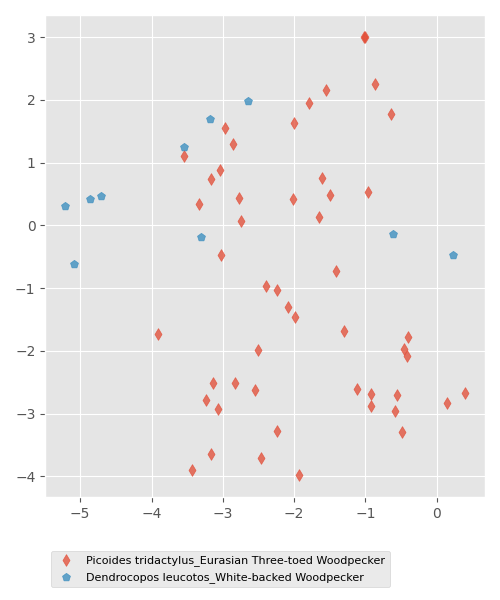 3
2
1
0
−1
−2
−3
−4
−5 −4 −3 −2 −1 0
Picoides tridactylus_Eurasian Three-toed Woodpecker
Dendrocopos leucotos_White-backed Woodpecker